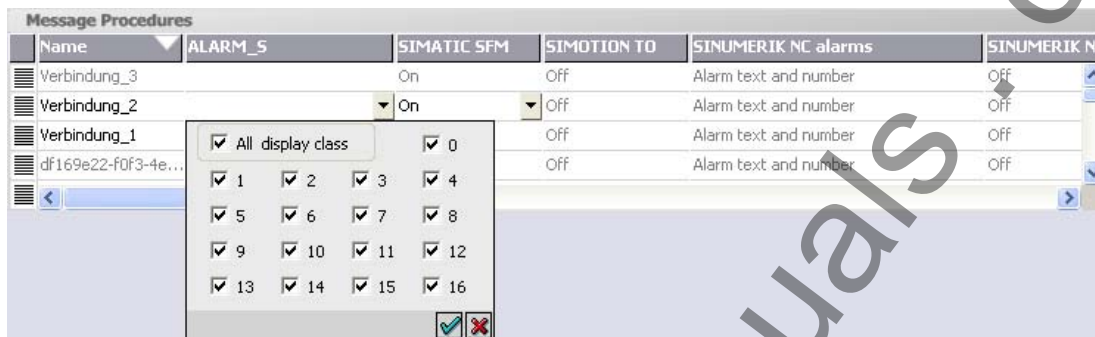 Message Procedures
Name ALARM_S SIMATIC SFM SIMOTION TO SINUMERIK NC alarms SINUMERIK N
Verbindung_3 On Off Alarm text and number Off
Verbindung_2 On Off Alarm text and number Off
Verbindung_1 Off Alarm text and number Off
df169e22-f0f3-4e... Off Alarm text and number Off
All display class 0
1 2 3 4
5 6 7 8
9 10 11 12
13 14 15 16